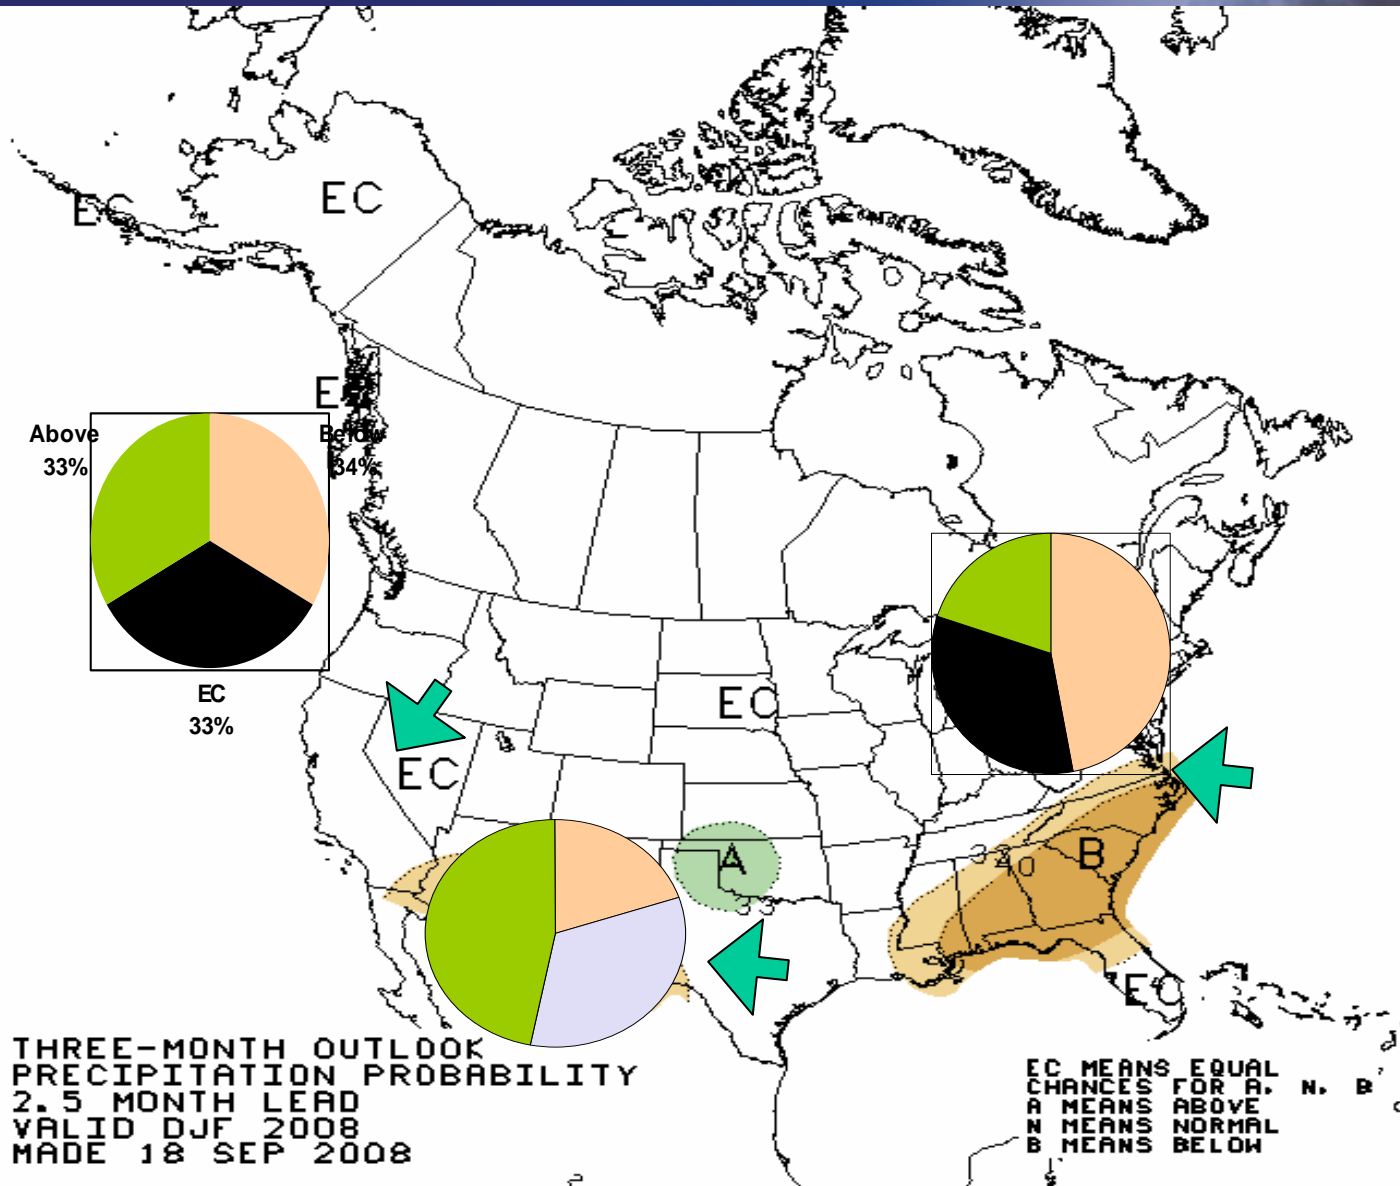 EC
EC
E
Above
33%
Below
34%
EC
33%
EC
EC
A
33
B
40
EC
THREE-MONTH OUTLOOK
PRECIPITATION PROBABILITY
2.5 MONTH LEAD
VALID DJF 2008
MADE 18 SEP 2008
EC MEANS EQUAL
CHANCES FOR A, N, B
A MEANS ABOVE
N MEANS NORMAL
B MEANS BELOW